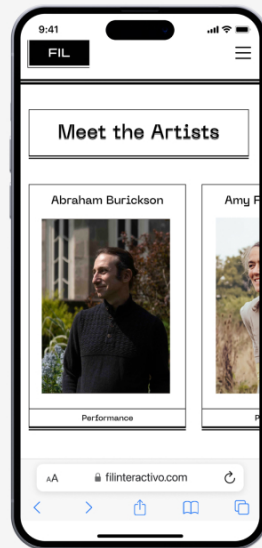 9:41
FIL
Meet the Artists
Abraham Burickson
Amy F
Performance
P
AA
filinteractivo.com